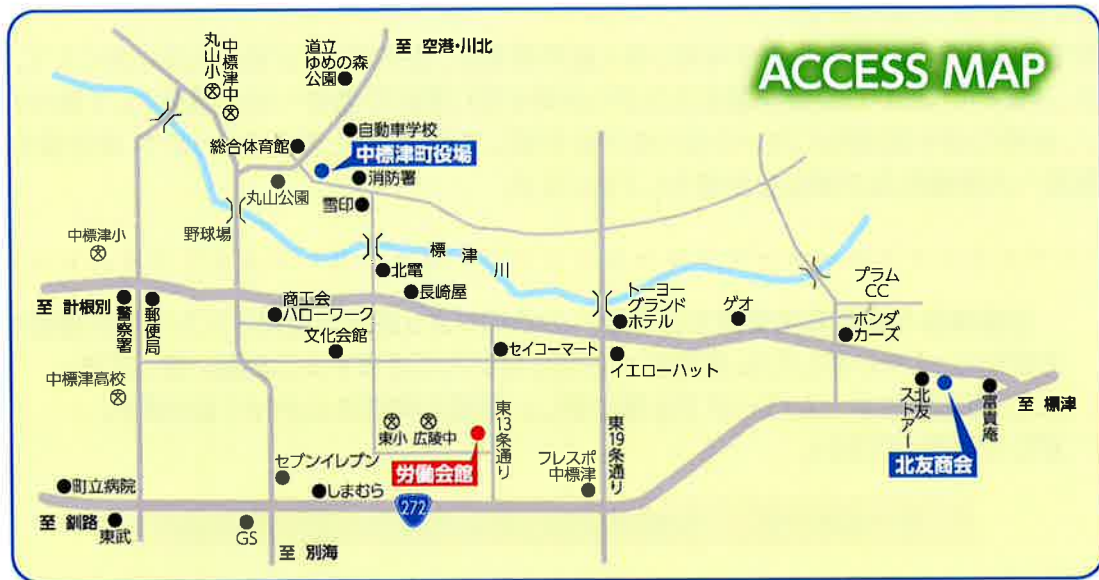 ACCESS MAP
至 空港・川北
道立
ゆめの森
公園
中標津中
丸山小
自動車学校
総合体育館
中標津町役場
消防署
丸山公園
雪印
野球場
中標津小
標津川
北電
長崎屋
プラム
CC
トーヨー
グランド
ホテル
ゲオ
ホンダ
カーズ
至 計根別
警察署
郵便局
商工会
ハローワーク
文化会館
セイコーマート
イエローハット
中標津高校
北友
ストアー
富貴庵
至 標津
東13条通り
東19条通り
東小
広陵中
労働会館
北友商会
セブンイレブン
フレスポ
中標津
町立病院
しまむら
272
至 釧路
東武
GS
至 別海